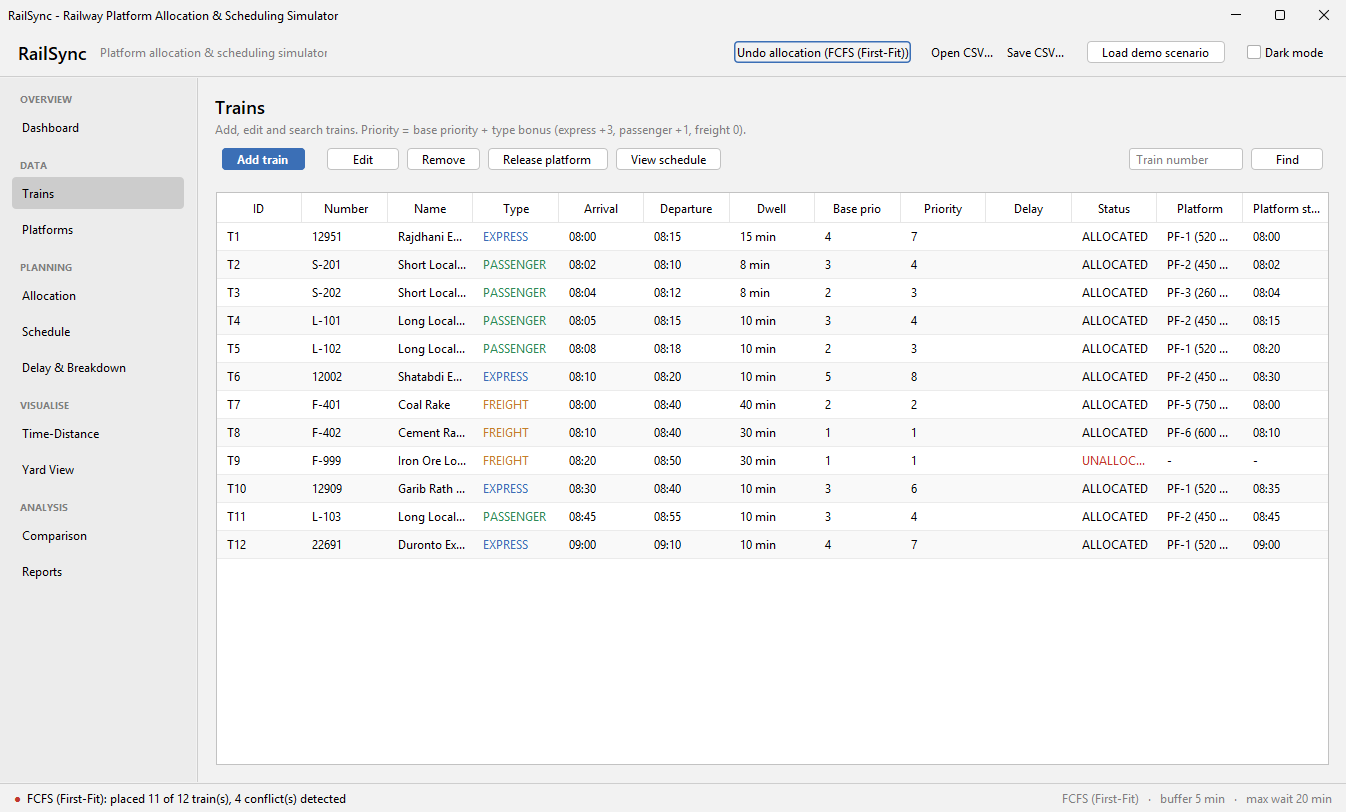 RailSync - Railway Platform Allocation & Scheduling Simulator
RailSync Platform allocation & scheduling simulator Undo allocation (FCFS (First-Fit)) Open CSV... Save CSV... Load demo scenario Dark mode
OVERVIEW
Dashboard
DATA
Trains
Platforms
PLANNING
Allocation
Schedule
Delay & Breakdown
VISUALISE
Time-Distance
Yard View
ANALYSIS
Comparison
Reports
Trains
Add, edit and search trains. Priority = base priority + type bonus (express +3, passenger +1, freight 0).
Add train Edit Remove Release platform View schedule Train number Find
ID Number Name Type Arrival Departure Dwell Base prio Priority Delay Status Platform Platform st...
T1 12951 Rajdhani E... EXPRESS 08:00 08:15 15 min 4 7 ALLOCATED PF-1 (520 ... 08:00
T2 S-201 Short Local... PASSENGER 08:02 08:10 8 min 3 4 ALLOCATED PF-2 (450 ... 08:02
T3 S-202 Short Local... PASSENGER 08:04 08:12 8 min 2 3 ALLOCATED PF-3 (260 ... 08:04
T4 L-101 Long Local... PASSENGER 08:05 08:15 10 min 3 4 ALLOCATED PF-2 (450 ... 08:15
T5 L-102 Long Local... PASSENGER 08:08 08:18 10 min 2 3 ALLOCATED PF-1 (520 ... 08:20
T6 12002 Shatabdi E... EXPRESS 08:10 08:20 10 min 5 8 ALLOCATED PF-2 (450 ... 08:30
T7 F-401 Coal Rake FREIGHT 08:00 08:40 40 min 2 2 ALLOCATED PF-5 (750 ... 08:00
T8 F-402 Cement Ra... FREIGHT 08:10 08:40 30 min 1 1 ALLOCATED PF-6 (600 ... 08:10
T9 F-999 Iron Ore Lo... FREIGHT 08:20 08:50 30 min 1 1 UNALLOC... - -
T10 12909 Garib Rath ... EXPRESS 08:30 08:40 10 min 3 6 ALLOCATED PF-1 (520 ... 08:35
T11 L-103 Long Local... PASSENGER 08:45 08:55 10 min 3 4 ALLOCATED PF-2 (450 ... 08:45
T12 22691 Duronto Ex... EXPRESS 09:00 09:10 10 min 4 7 ALLOCATED PF-1 (520 ... 09:00
FCFS (First-Fit): placed 11 of 12 train(s), 4 conflict(s) detected FCFS (First-Fit) · buffer 5 min · max wait 20 min